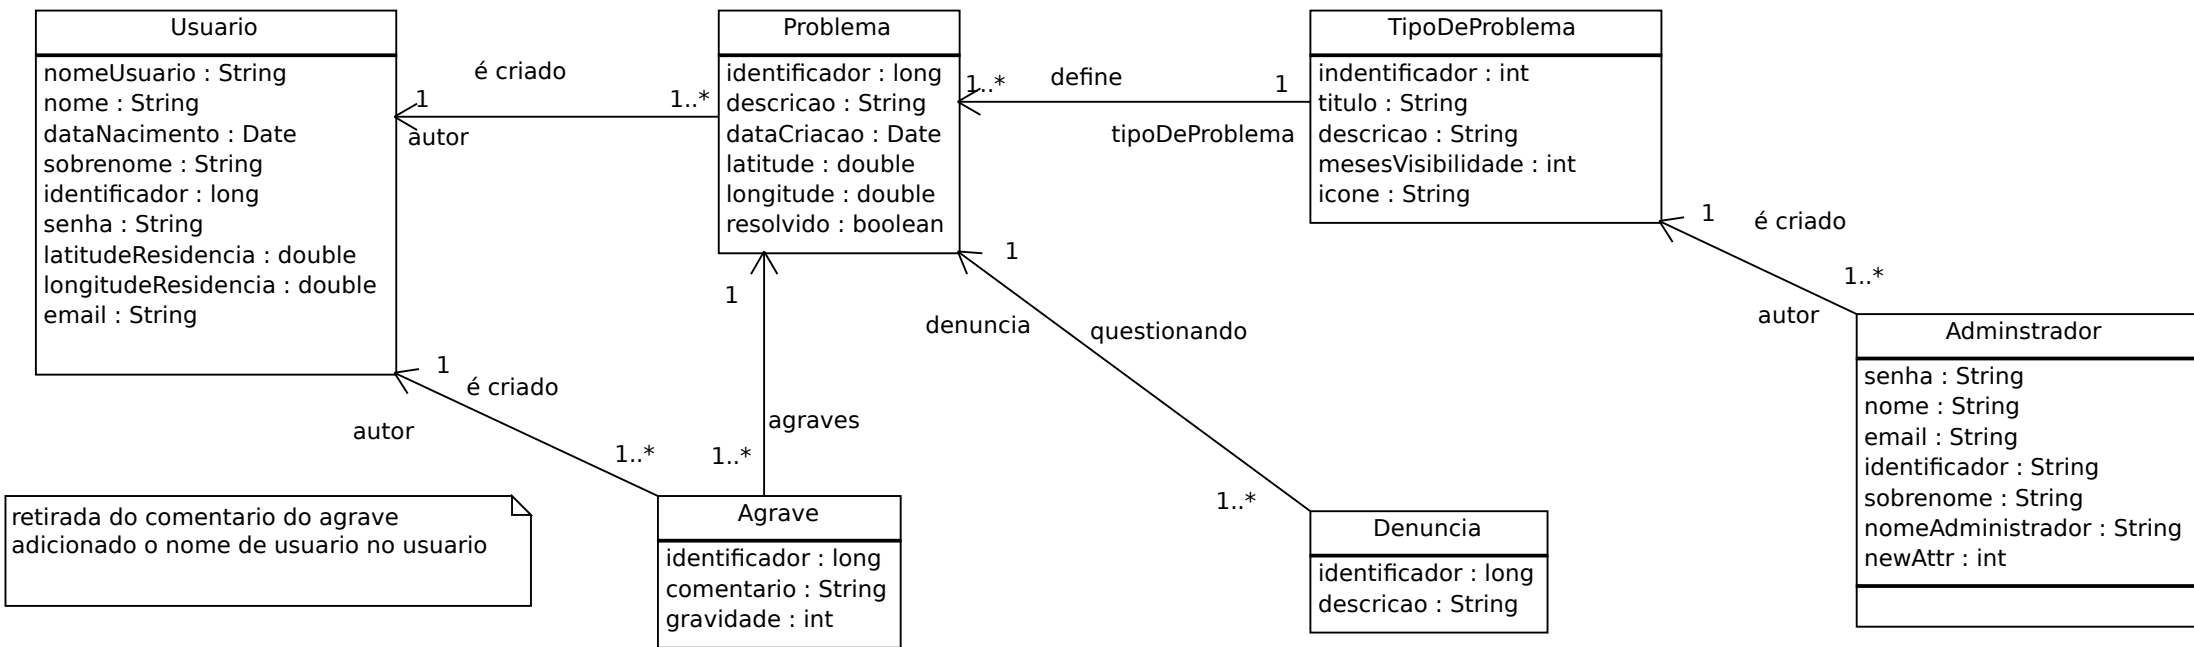 Usuario
nomeUsuario : String
nome : String
dataNacimento : Date
sobrenome : String
identificador : long
senha : String
latitudeResidencia : double
longitudeResidencia : double
email : String
é criado
1
1..*
autor
Problema
identificador : long
descricao : String
dataCriacao : Date
latitude : double
longitude : double
resolvido : boolean
1..*
define
1
tipoDeProblema
TipoDeProblema
indentificador : int
titulo : String
descricao : String
mesesVisibilidade : int
icone : String
1
é criado
1..*
autor
Adminstrador
senha : String
nome : String
email : String
identificador : String
sobrenome : String
nomeAdministrador : String
newAttr : int
1
é criado
autor
1..*
1
agraves
1..*
1
denuncia
questionando
1..*
retirada do comentario do agrave
adicionado o nome de usuario no usuario
Agrave
identificador : long
comentario : String
gravidade : int
Denuncia
identificador : long
descricao : String